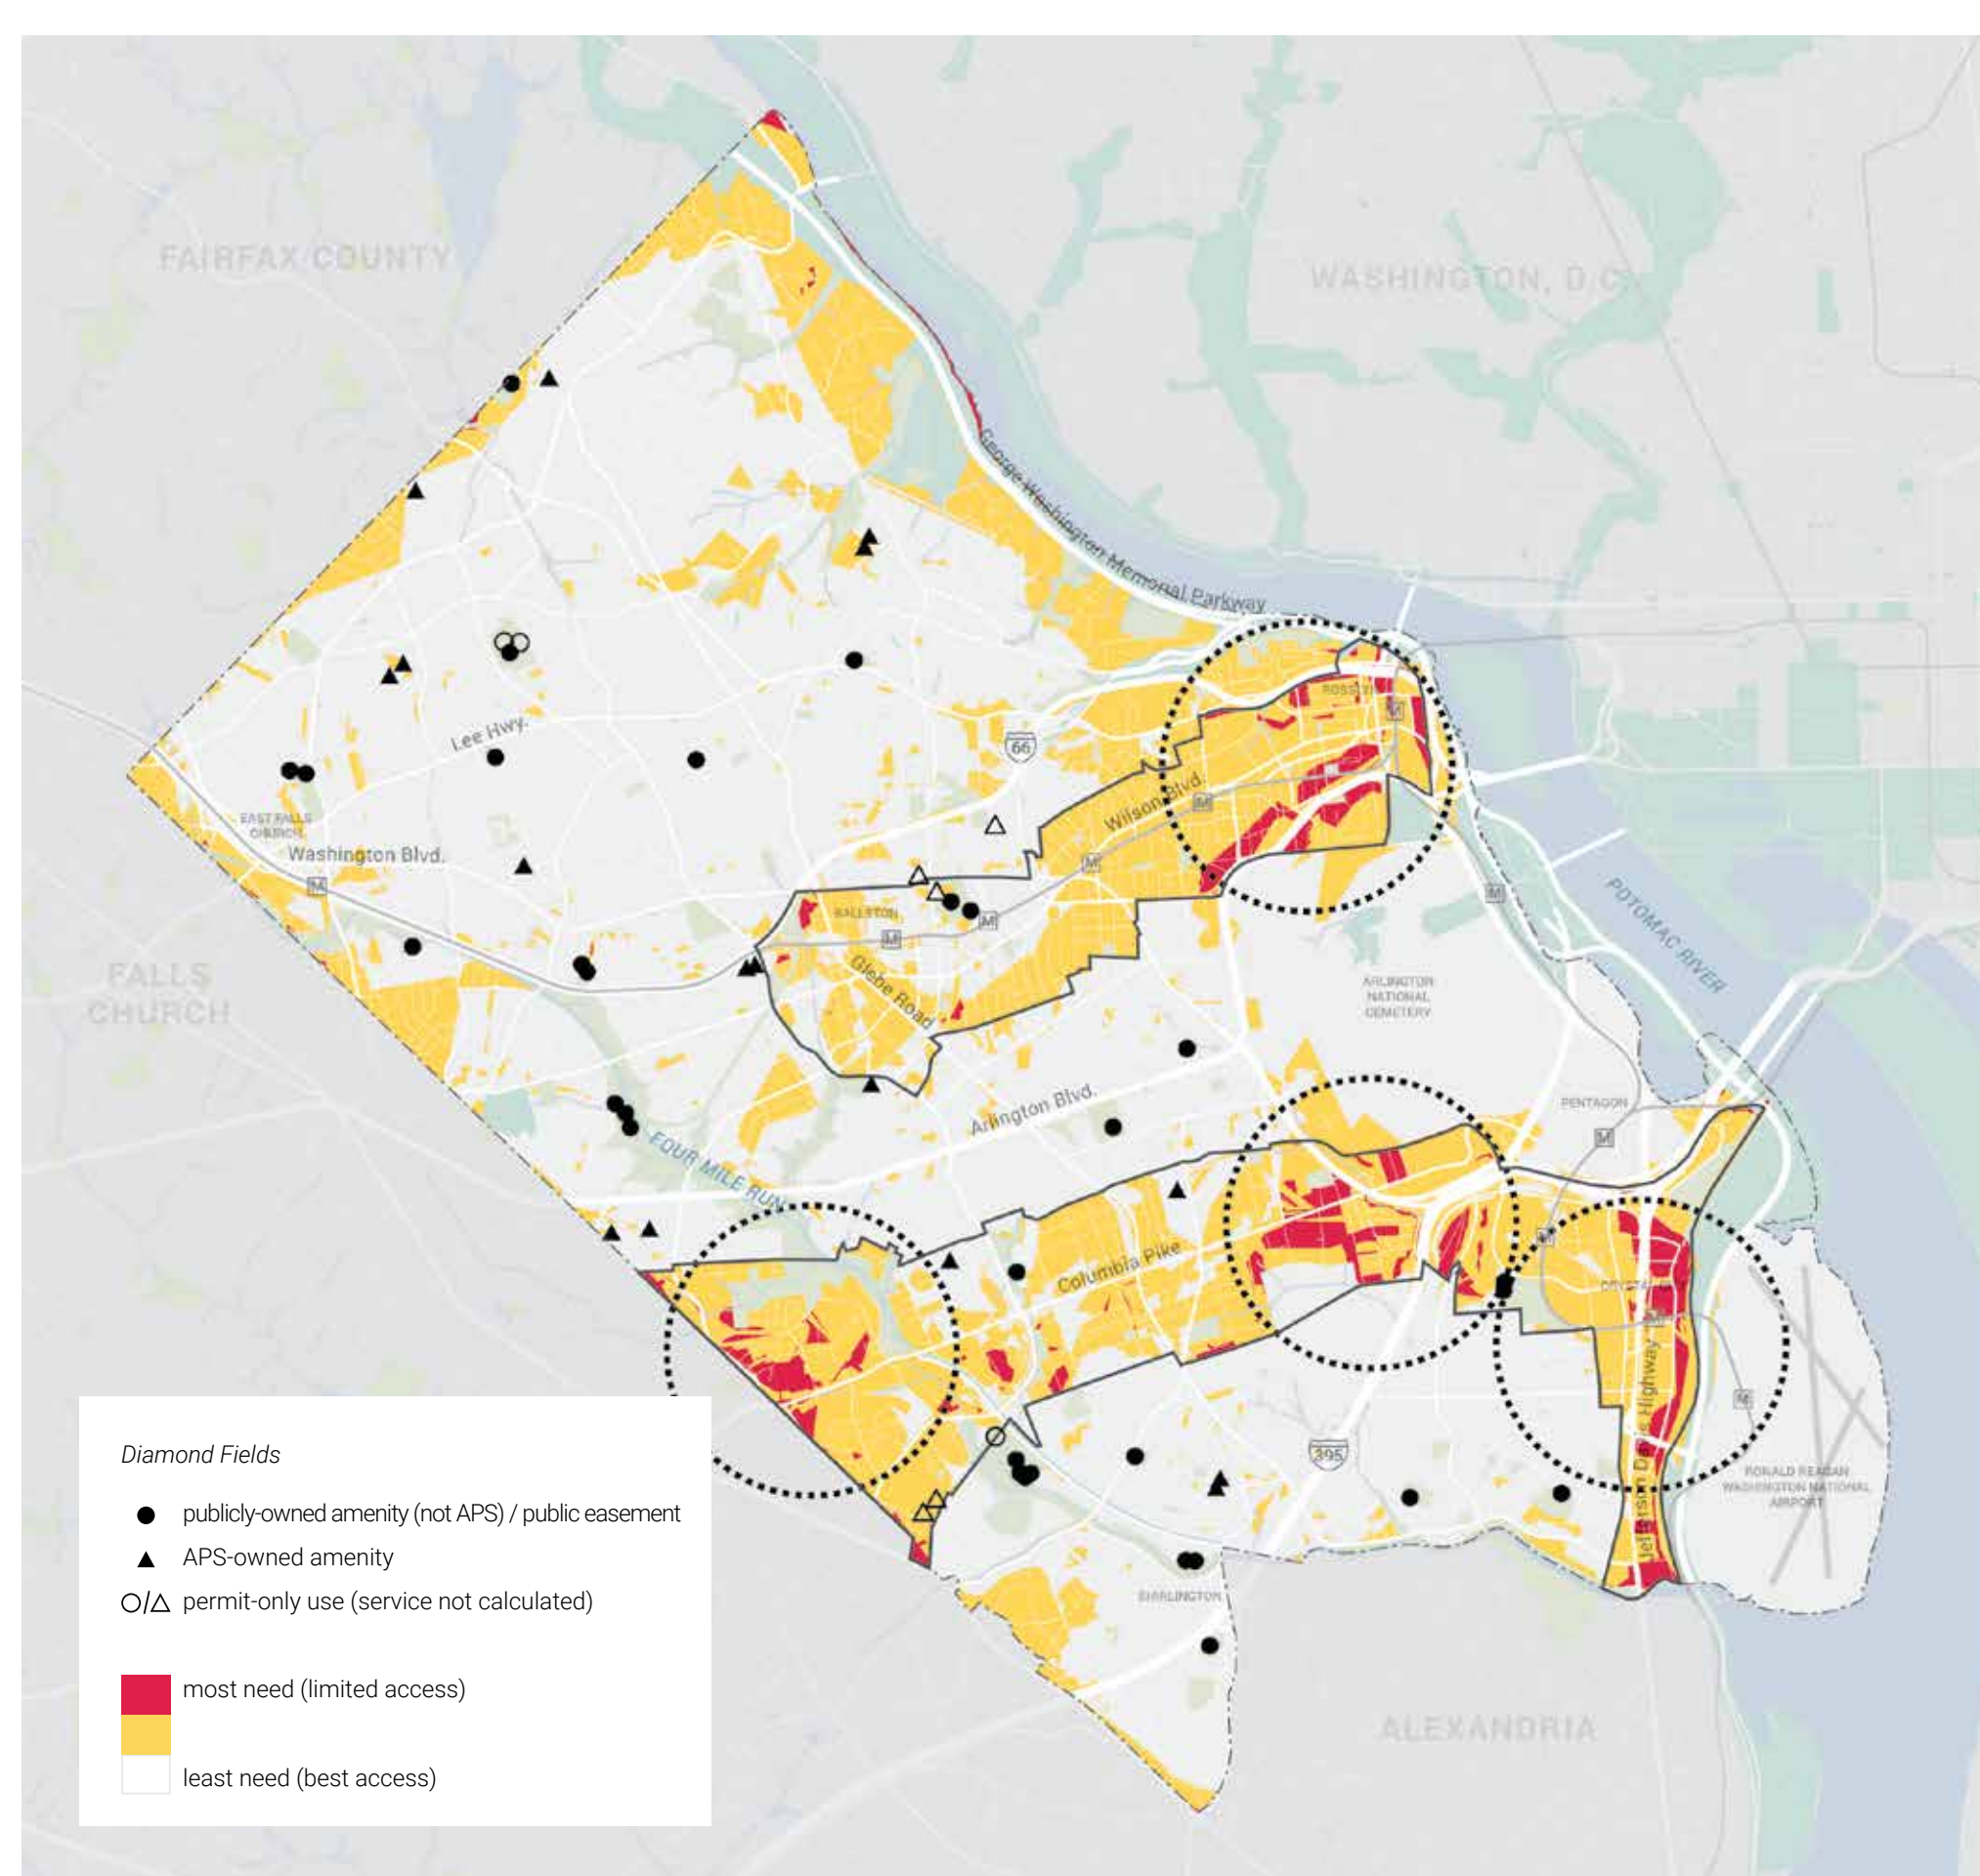 FAIRFAX COUNTY
WASHINGTON, D.C.
George Washington Memorial Parkway
ROSSLYN
M
Lee Hwy.
66
Wilson Blvd.
M
EAST FALLS
CHURCH
Washington Blvd.
M
M
BALLSTON
M
M
M
POTOMAC RIVER
Glebe Road
FALLS
CHURCH
ARLINGTON
NATIONAL
CEMETERY
Arlington Blvd.
PENTAGON
M
FOUR MILE RUN
Columbia Pike
M
M
M
Jefferson Davis Highway
395
RONALD REAGAN
WASHINGTON NATIONAL
AIRPORT
SHIRLINGTON
ALEXANDRIA
Diamond Fields
publicly-owned amenity (not APS) / public easement
APS-owned amenity
permit-only use (service not calculated)
most need (limited access)
least need (best access)